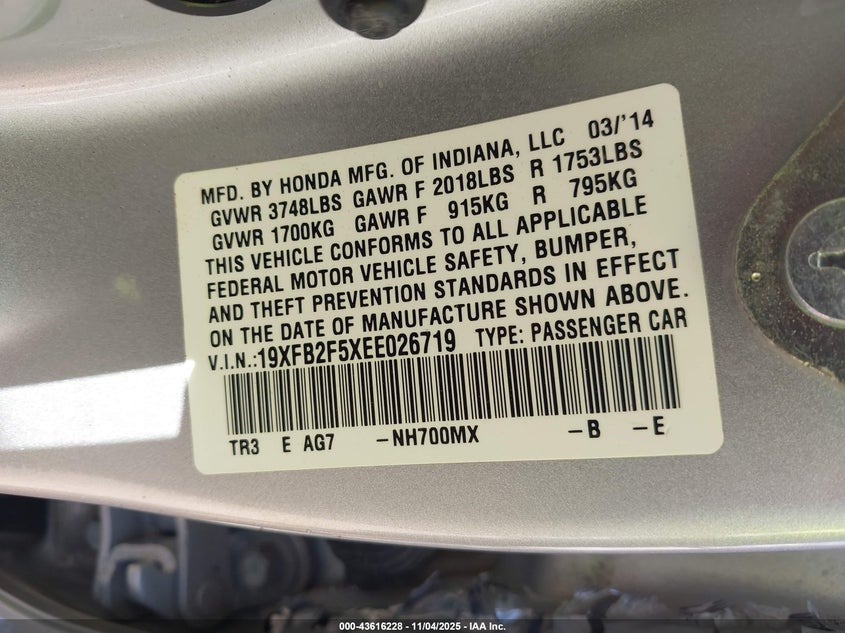 MFD. BY HONDA MFG. OF INDIANA, LLC 03/'14
GVWR 3748LBS GAWR F 2018LBS R 1753LBS
GVWR 1700KG GAWR F 915KG R 795KG
THIS VEHICLE CONFORMS TO ALL APPLICABLE
FEDERAL MOTOR VEHICLE SAFETY, BUMPER,
AND THEFT PREVENTION STANDARDS IN EFFECT
ON THE DATE OF MANUFACTURE SHOWN ABOVE.
V.I.N.:19XFB2F5XEE026719 TYPE: PASSENGER CAR
TR3 E AG7 -NH700MX -B -E
000-43616228 - 11/04/2025 - IAA Inc.